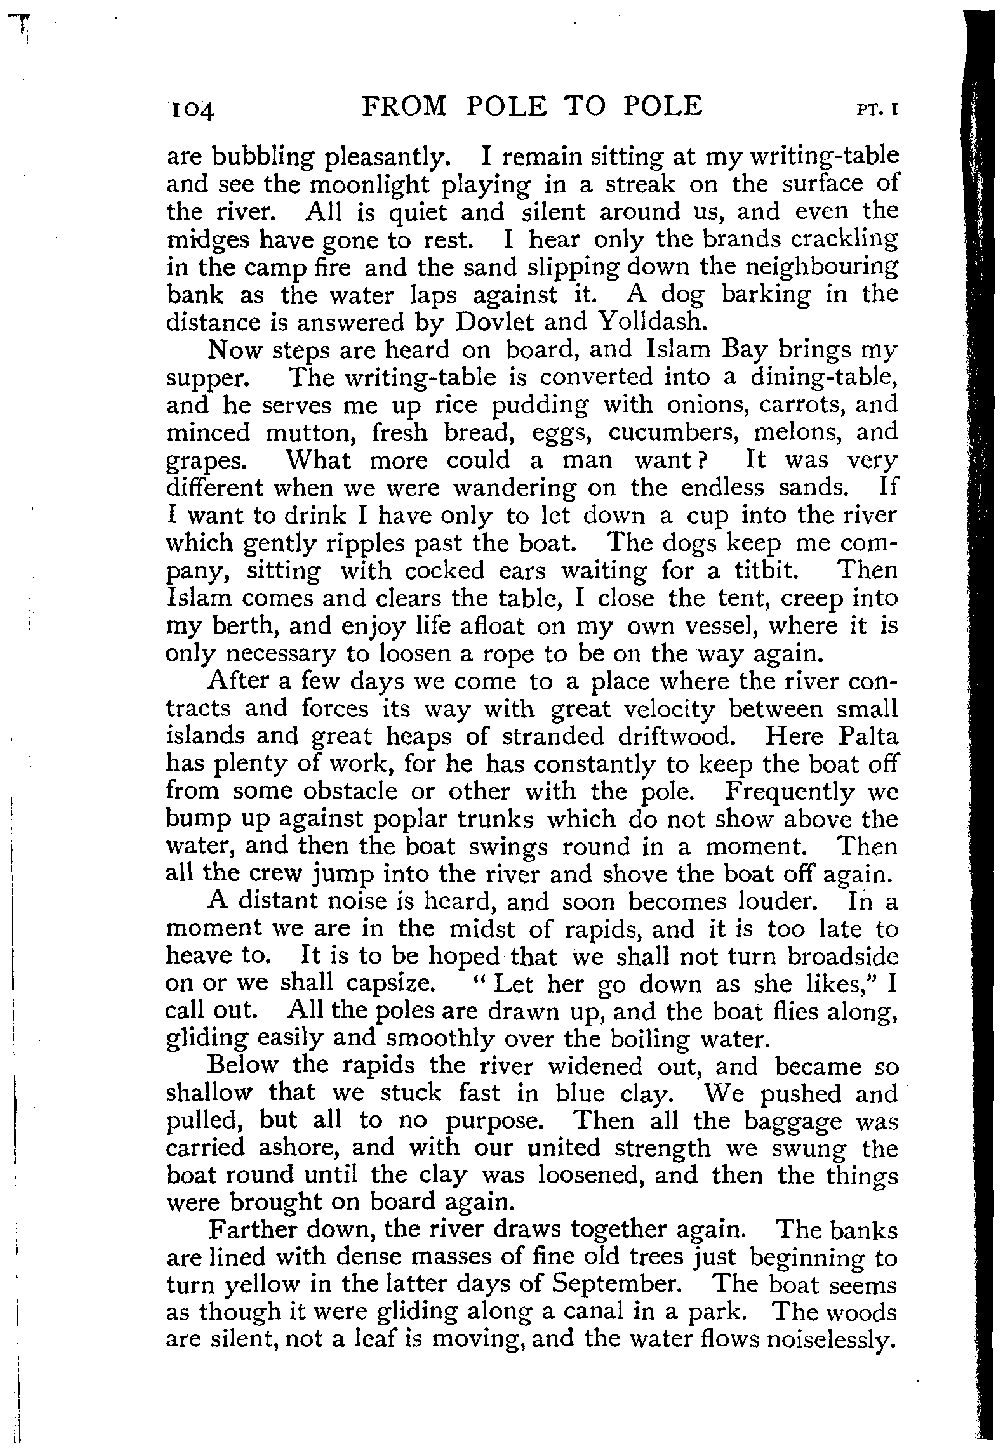 104 FROM POLE TO POLE PT. I
are bubbling pleasantly. I remain sitting at my writing-table
and see the moonlight playing in a streak on the surface of
the river. All is quiet and silent around us, and even the
midges have gone to rest. I hear only the brands crackling
in the camp fire and the sand slipping down the neighbouring
bank as the water laps against it. A dog barking in the
distance is answered by Dovlet and Yolldash.
Now steps are heard on board, and Islam Bay brings my
supper. The writing-table is converted into a dining-table,
and he serves me up rice pudding with onions, carrots, and
minced mutton, fresh bread, eggs, cucumbers, melons, and
grapes. What more could a man want? It was very
different when we were wandering on the endless sands. If
I want to drink I have only to let down a cup into the river
which gently ripples past the boat. The dogs keep me com-
pany, sitting with cocked ears waiting for a titbit. Then
Islam comes and clears the table, I close the tent, creep into
my berth, and enjoy life afloat on my own vessel, where it is
only necessary to loosen a rope to be on the way again.
After a few days we come to a place where the river con-
tracts and forces its way with great velocity between small
islands and great heaps of stranded driftwood. Here Palta
has plenty of work, for he has constantly to keep the boat off
from some obstacle or other with the pole. Frequently we
bump up against poplar trunks which do not show above the
water, and then the boat swings round in a moment. Then
all the crew jump into the river and shove the boat off again.
A distant noise is heard, and soon becomes louder. In a
moment we are in the midst of rapids, and it is too late to
heave to. It is to be hoped that we shall not turn broadside
on or we shall capsize. "Let her go down as she likes," I
call out. All the poles are drawn up, and the boat flies along,
gliding easily and smoothly over the boiling water.
Below the rapids the river widened out, and became so
shallow that we stuck fast in blue clay. We pushed and
pulled, but all to no purpose. Then all the baggage was
carried ashore, and with our united strength we swung the
boat round until the clay was loosened, and then the things
were brought on board again.
Farther down, the river draws together again. The banks
are lined with dense masses of fine old trees just beginning to
turn yellow in the latter days of September. The boat seems
as though it were gliding along a canal in a park. The woods
are silent, not a leaf is moving, and the water flows noiselessly.